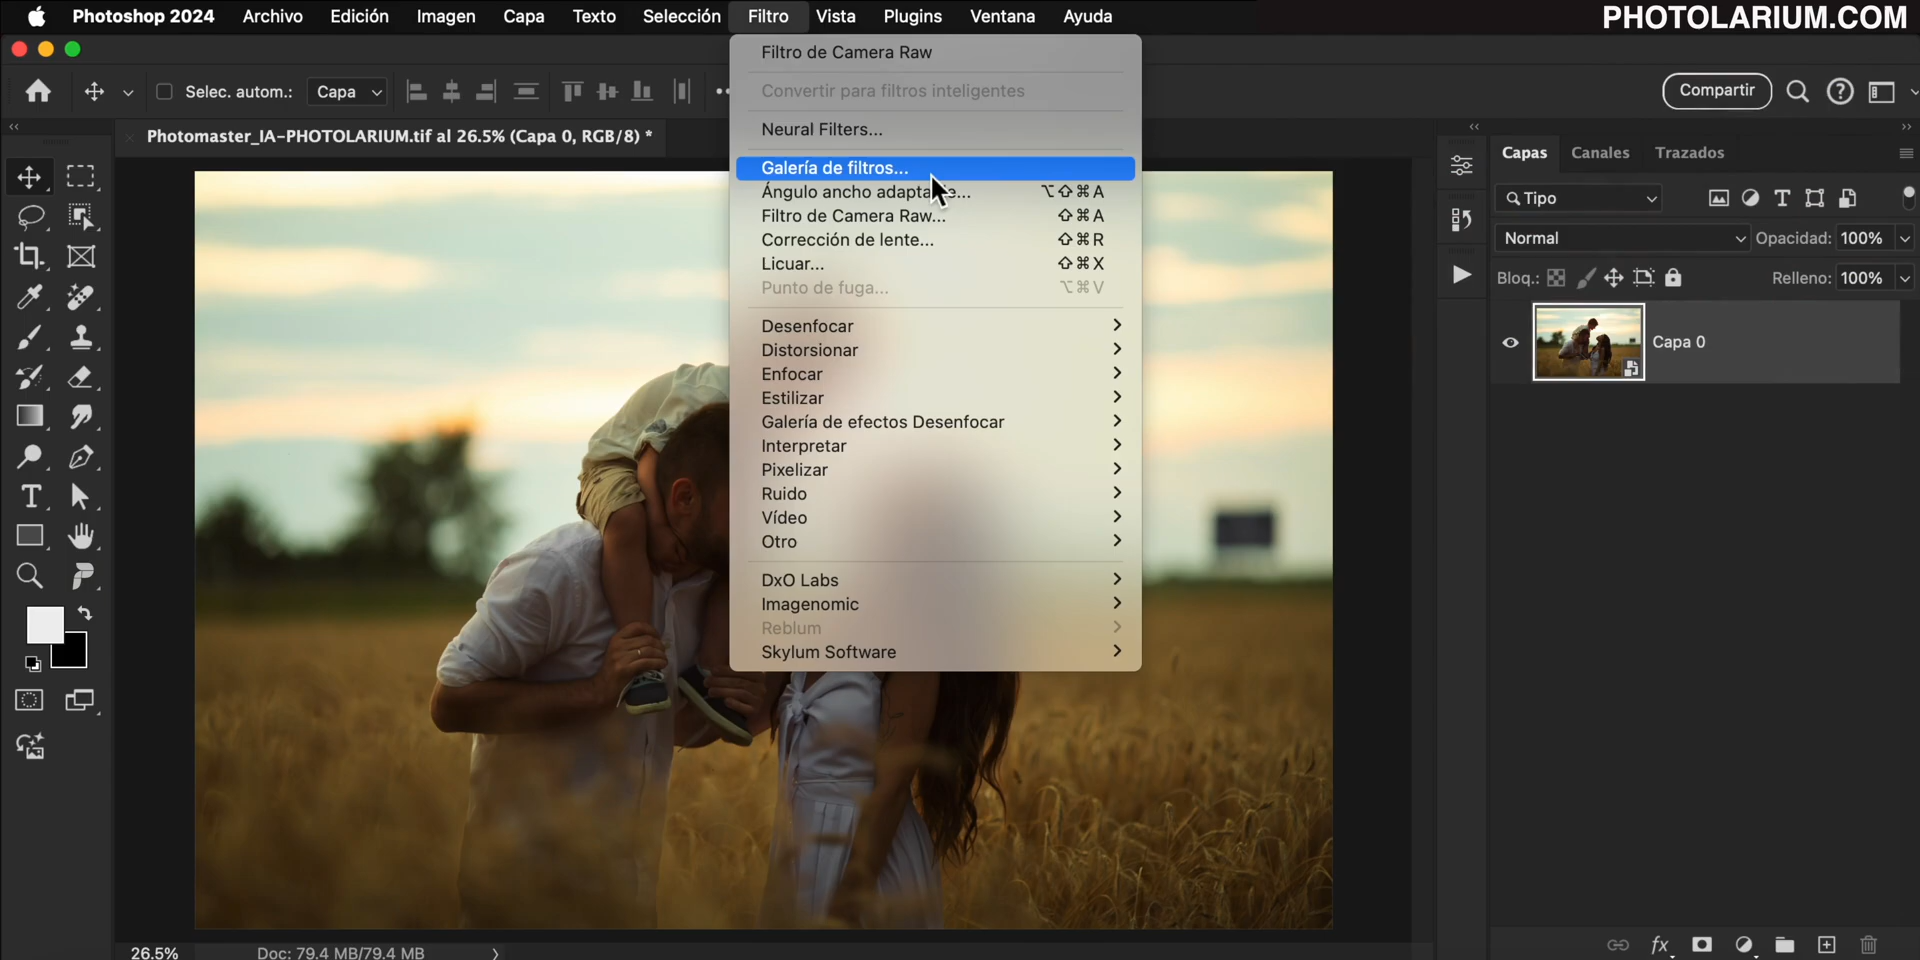 Photoshop 2024 Archivo Edición Imagen Capa Texto Selección Filtro Vista Plugins Ventana Ayuda
PHOTOLARIUM.COM
Selec. autom.: Capa
Compartir
Photomaster_IA-PHOTOLARIUM.tif al 26.5% (Capa 0, RGB/8) *
Filtro de Camera Raw
Convertir para filtros inteligentes
Neural Filters...
Galería de filtros...
Ángulo ancho ⌥⇧⌘A
Filtro de Camera Raw... ⇧⌘A
Corrección de lente... ⇧⌘R
Licuar... ⇧⌘X
Punto de fuga... ⌥⌘V
Desenfocar
Distorsionar
Enfocar
Estilizar
Galería de efectos Desenfocar
Interpretar
Pixelizar
Ruido
Vídeo
Otro
DxO Labs
Imagenomic
Reblum
Skylum Software
Capas Canales Trazados
Tipo
Normal Opacidad: 100%
Bloq.: Relleno: 100%
Capa 0
26.5% Doc: 79.4 MB/79.4 MB
fx